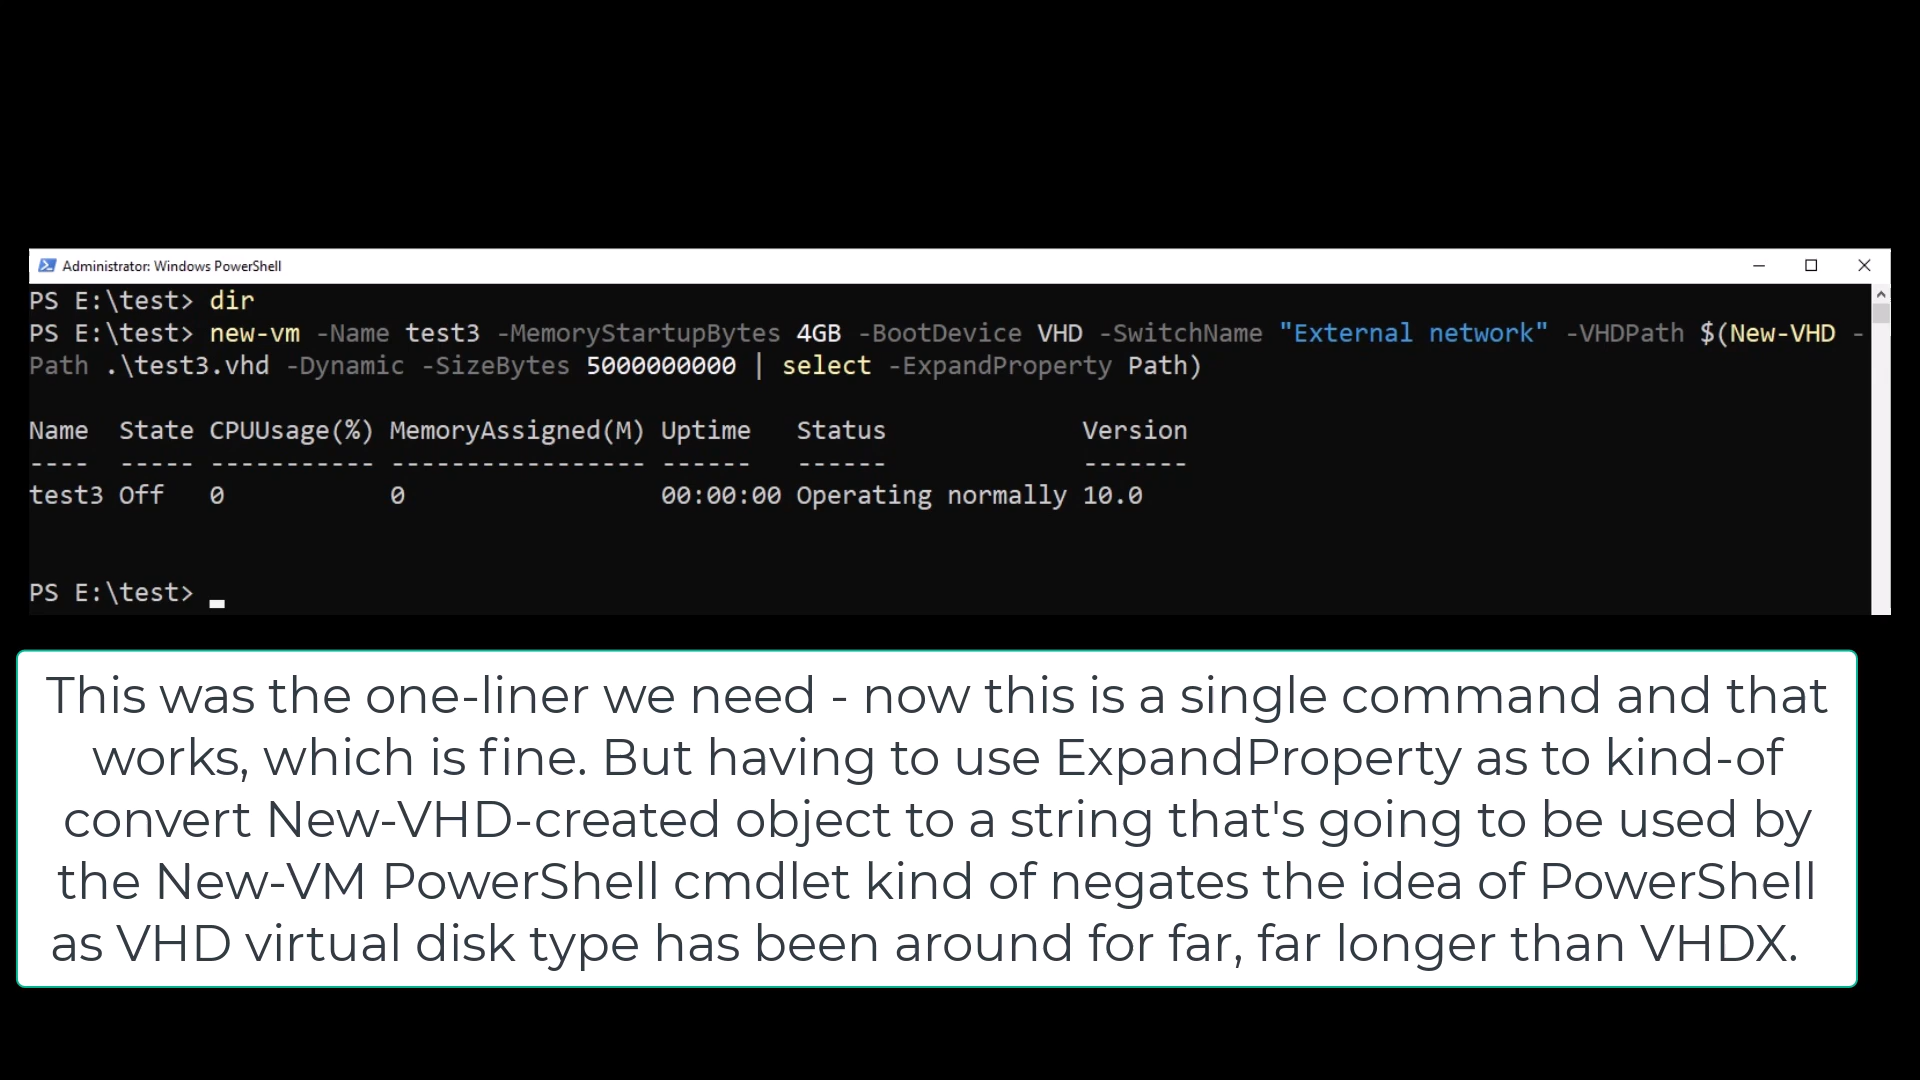 Administrator: Windows PowerShell
PS E:\test> dir
PS E:\test> new-vm -Name test3 -MemoryStartupBytes 4GB -BootDevice VHD -SwitchName "External network" -VHDPath $(New-VHD -
Path .\test3.vhd -Dynamic -SizeBytes 5000000000 | select -ExpandProperty Path)
Name State CPUUsage(%) MemoryAssigned(M) Uptime Status Version
---- ----- ----------- ----------------- ------ ------ -------
test3 Off 0 0 00:00:00 Operating normally 10.0
PS E:\test> _
This was the one-liner we need - now this is a single command and that
works, which is fine. But having to use ExpandProperty as to kind-of
convert New-VHD-created object to a string that's going to be used by
the New-VM PowerShell cmdlet kind of negates the idea of PowerShell
as VHD virtual disk type has been around for far, far longer than VHDX.